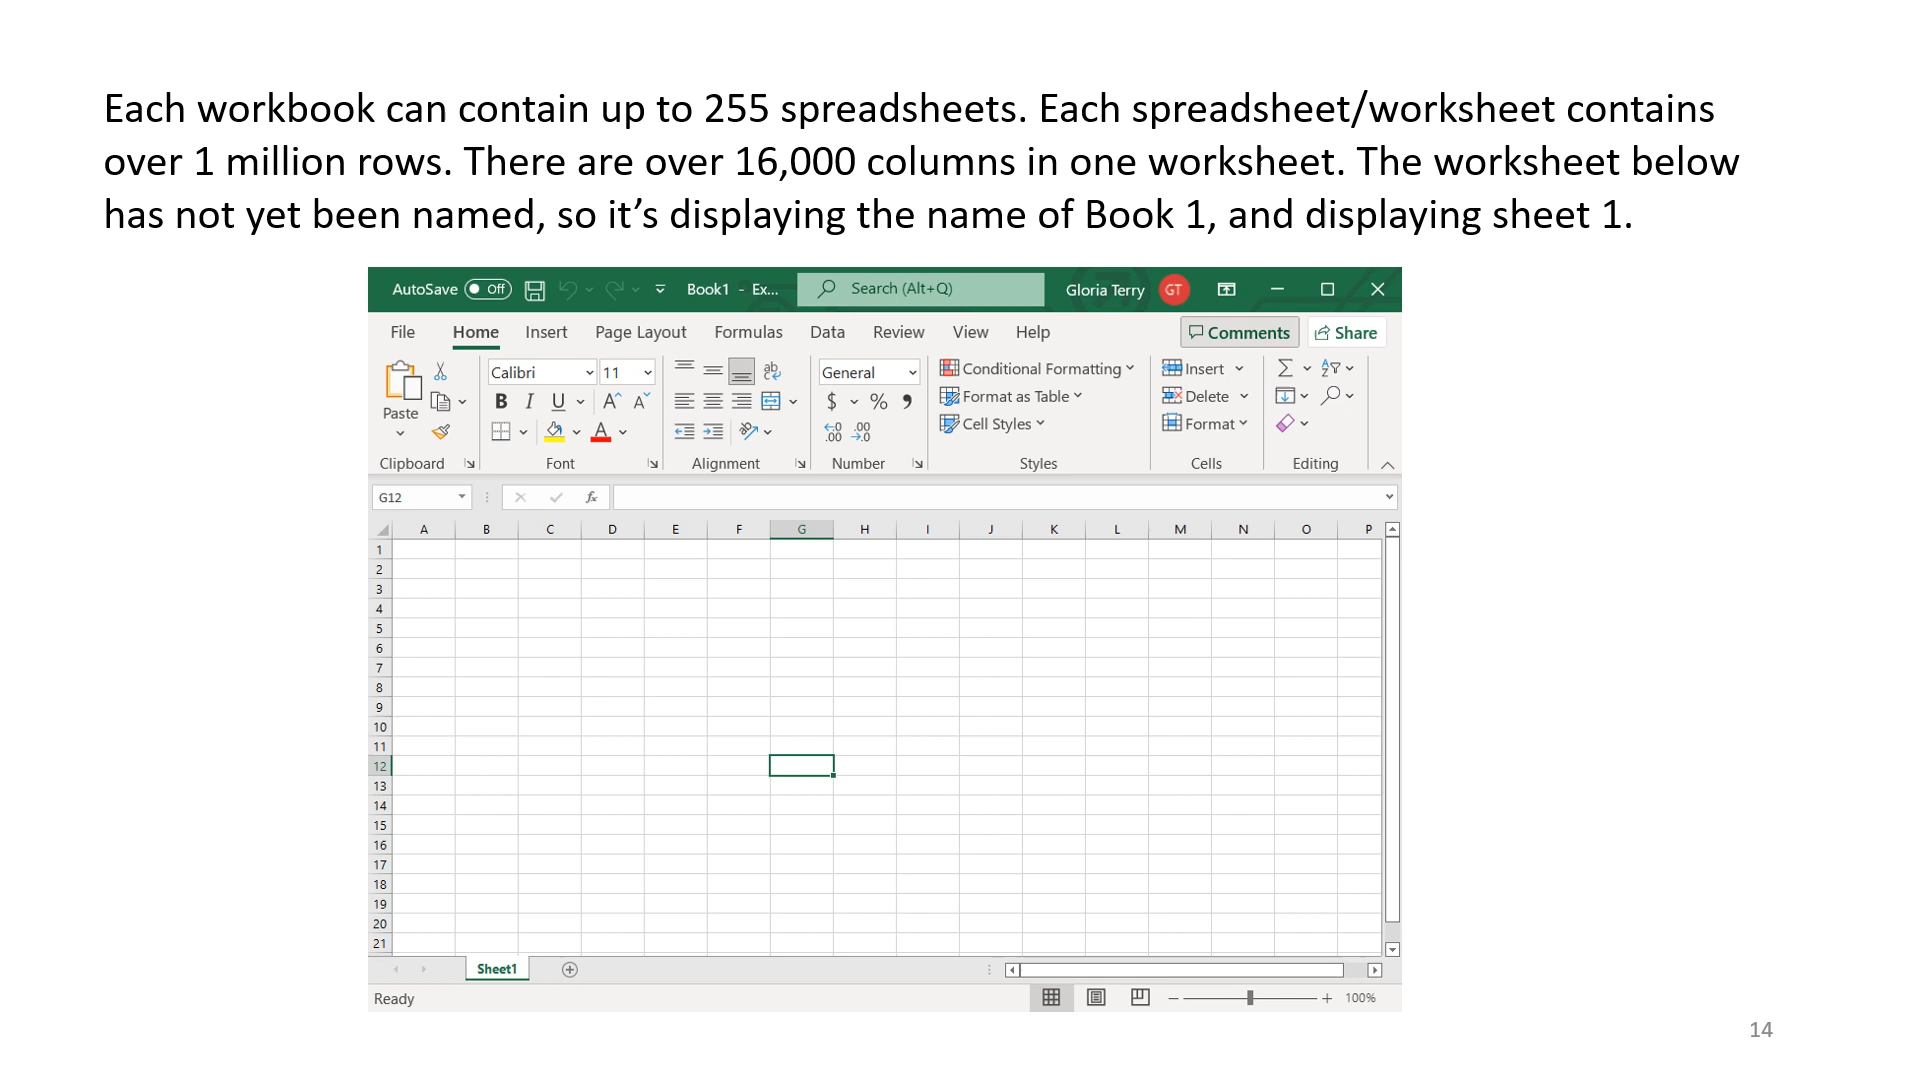 Each workbook can contain up to 255 spreadsheets. Each spreadsheet/worksheet contains
over 1 million rows. There are over 16,000 columns in one worksheet. The worksheet below
has not yet been named, so it’s displaying the name of Book 1, and displaying sheet 1.
AutoSave Off Book1 - Ex... Search (Alt+Q) Gloria Terry GT
File Home Insert Page Layout Formulas Data Review View Help Comments Share
Calibri 11 ab General Conditional Formatting Insert
Paste B I U A A $ % Format as Table Delete
A Cell Styles Format
Clipboard Font Alignment Number Styles Cells Editing
G12 fx
A B C D E F G H I J K L M N O P
1
2
3
4
5
6
7
8
9
10
11
12
13
14
15
16
17
18
19
20
21
Sheet1
Ready 100%
14